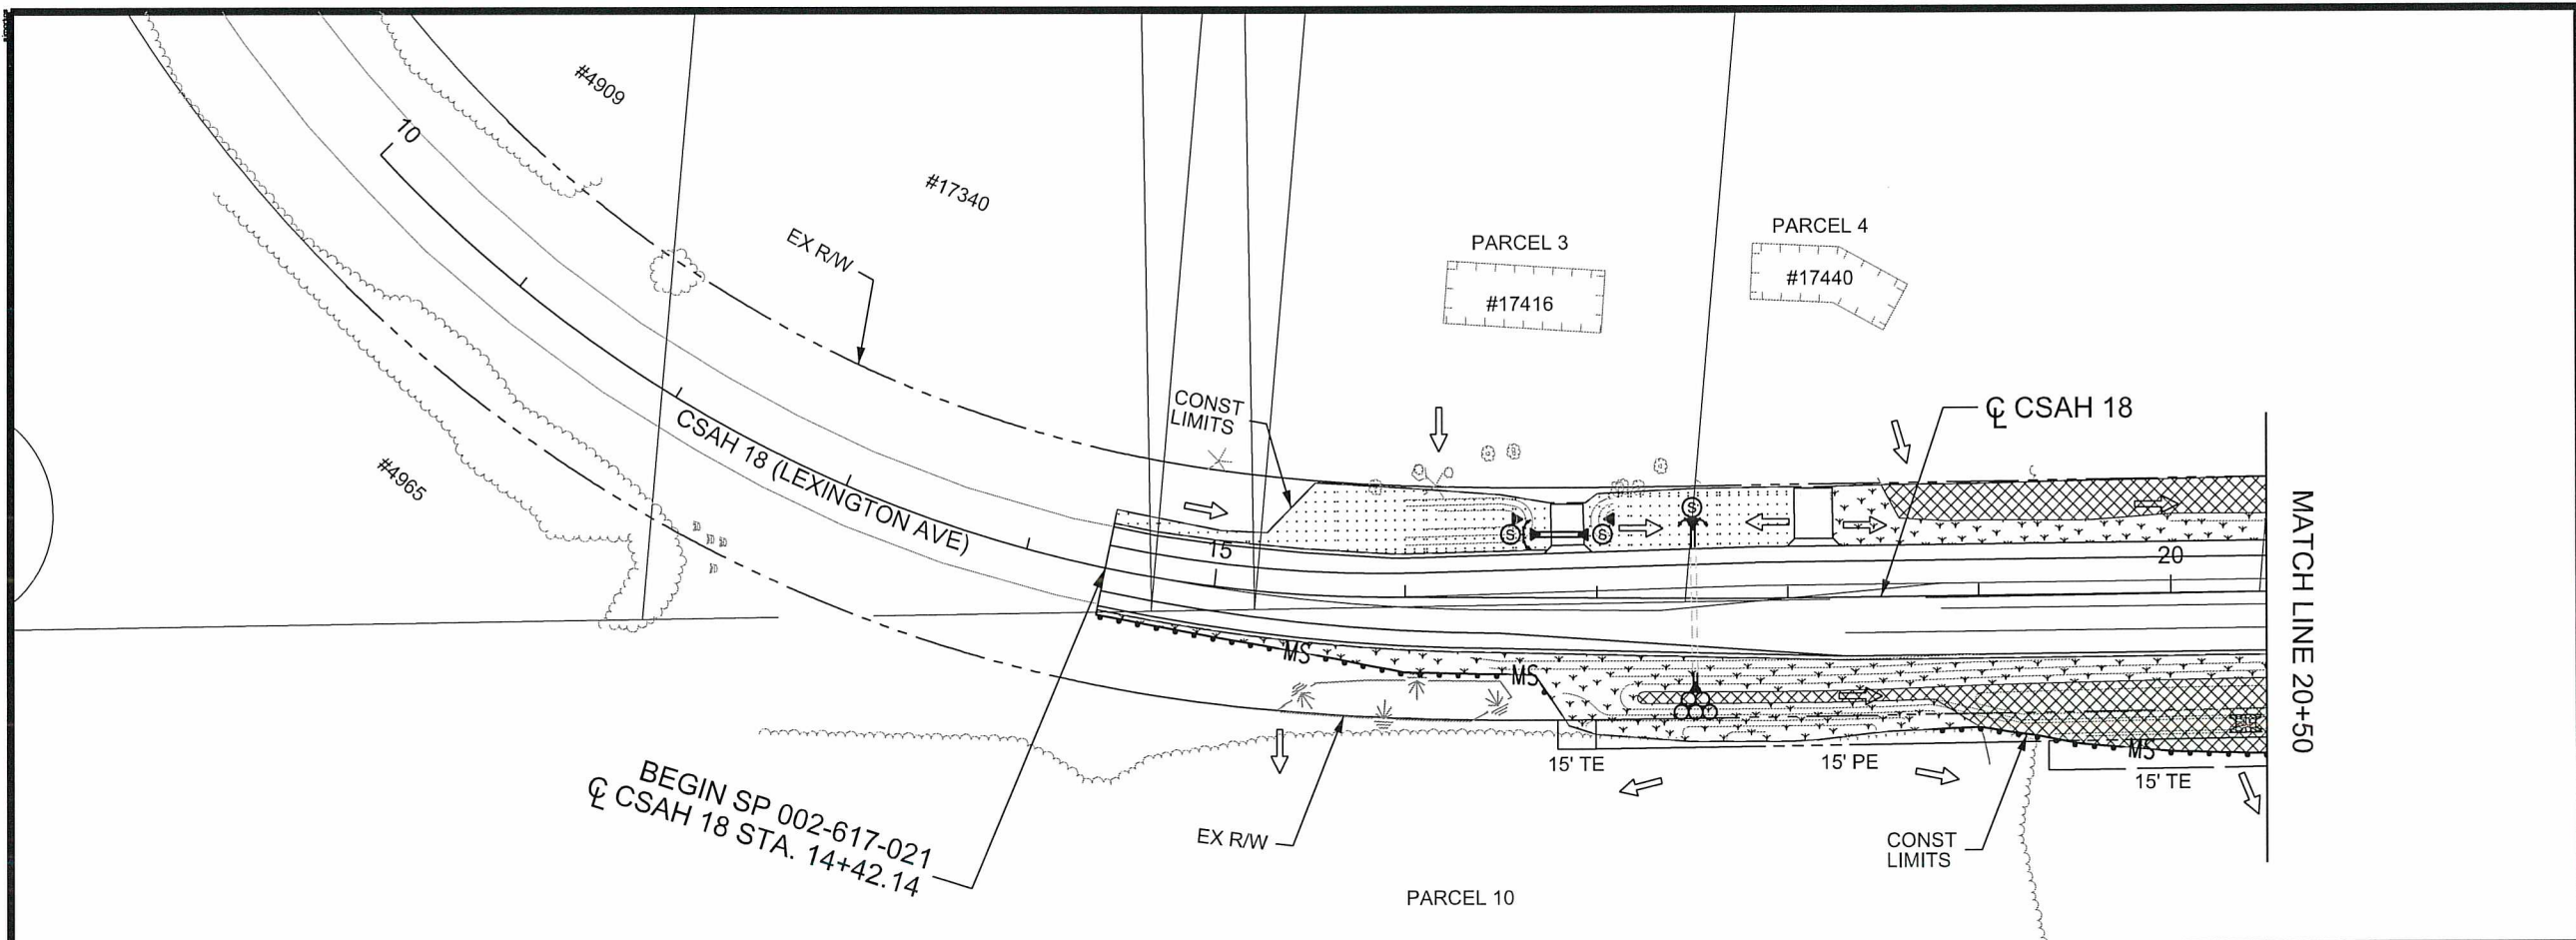 #4909
10
#17340
EX R/W
PARCEL 3
#17416
PARCEL 4
#17440
CONST
LIMITS
℄ CSAH 18
CSAH 18 (LEXINGTON AVE)
#4965
15
20
S
S
S
MS
MS
MS
MATCH LINE 20+50
15' TE
15' PE
15' TE
BEGIN SP 002-617-021
℄ CSAH 18 STA. 14+42.14
EX R/W
CONST
LIMITS
PARCEL 10